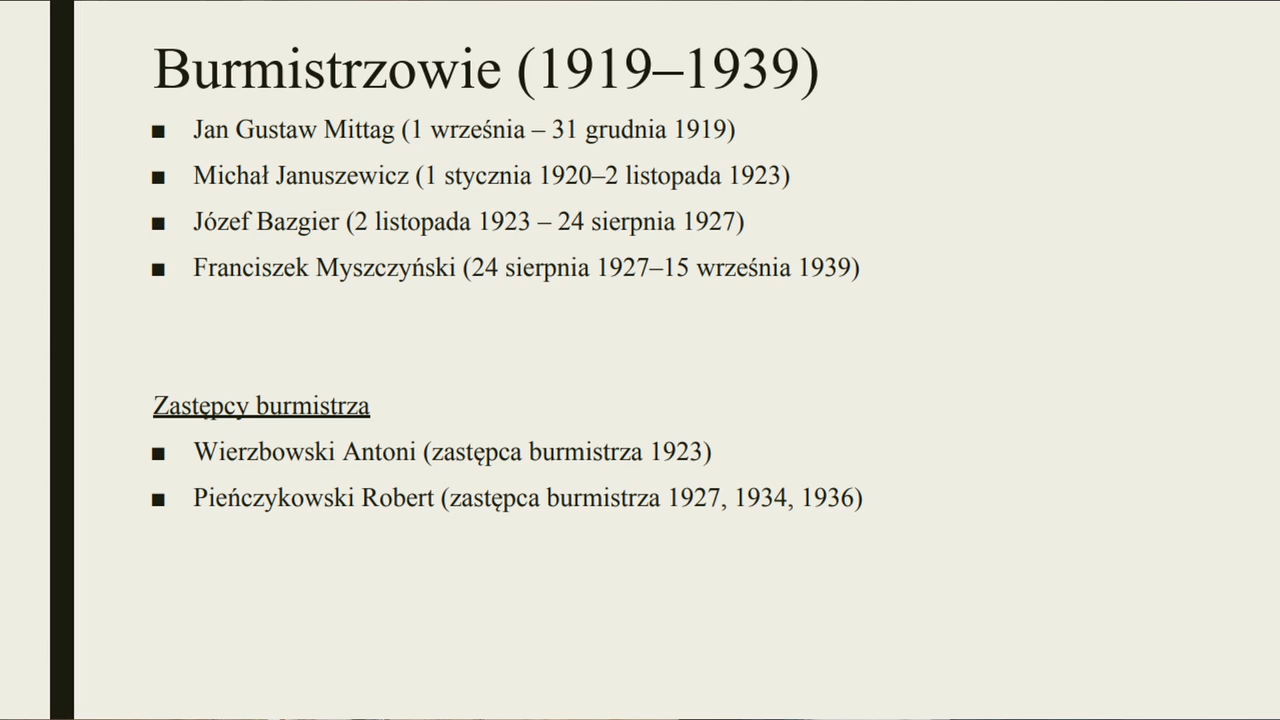 Burmistrzowie (1919–1939)
■ Jan Gustaw Mittag (1 września – 31 grudnia 1919)
■ Michał Januszewicz (1 stycznia 1920–2 listopada 1923)
■ Józef Bazgier (2 listopada 1923 – 24 sierpnia 1927)
■ Franciszek Myszczyński (24 sierpnia 1927–15 września 1939)
Zastępcy burmistrza
■ Wierzbowski Antoni (zastępca burmistrza 1923)
■ Pieńczykowski Robert (zastępca burmistrza 1927, 1934, 1936)